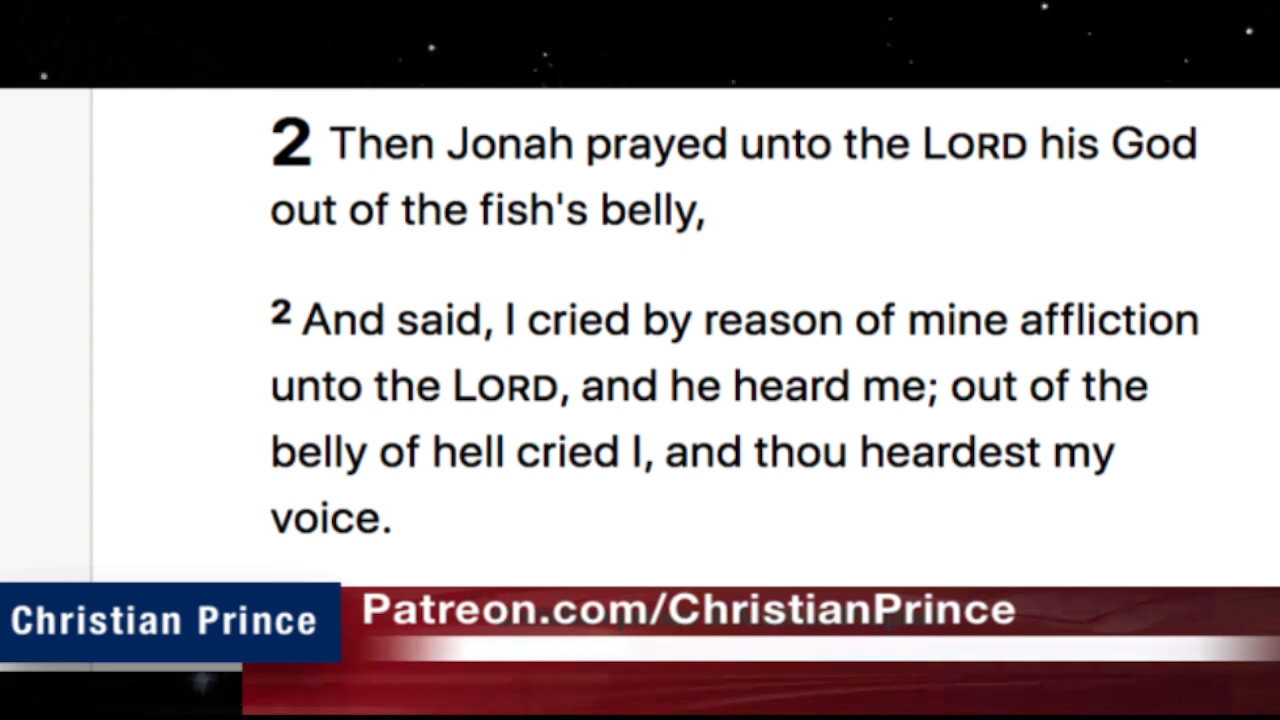 2 Then Jonah prayed unto the LORD his God
out of the fish's belly,
2 And said, I cried by reason of mine affliction
unto the LORD, and he heard me; out of the
belly of hell cried I, and thou heardest my
voice.
Christian Prince
Patreon.com/ChristianPrince